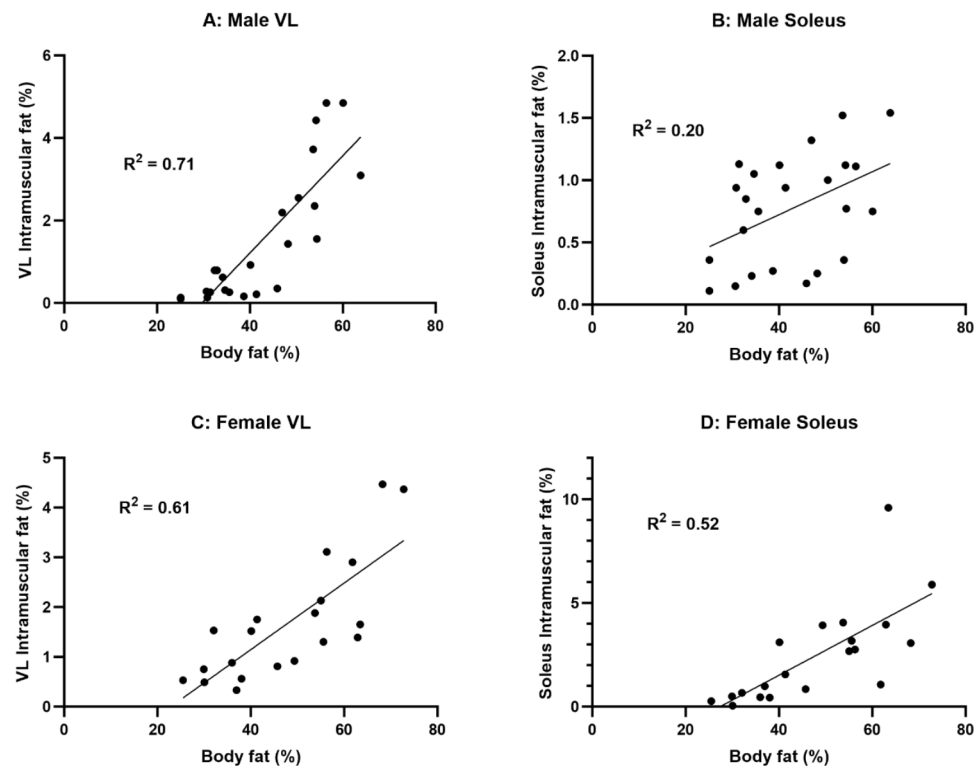 A: Male VL
VL Intramuscular fat (%)
6
4
2
0
R² = 0.71
0 20 40 60 80
Body fat (%)
B: Male Soleus
Soleus Intramuscular fat (%)
2.0
1.5
1.0
0.5
0.0
R² = 0.20
0 20 40 60 80
Body fat (%)
C: Female VL
VL Intramuscular fat (%)
5
4
3
2
1
0
R² = 0.61
0 20 40 60 80
Body fat (%)
D: Female Soleus
Soleus Intramuscular fat (%)
10
5
0
R² = 0.52
0 20 40 60 80
Body fat (%)